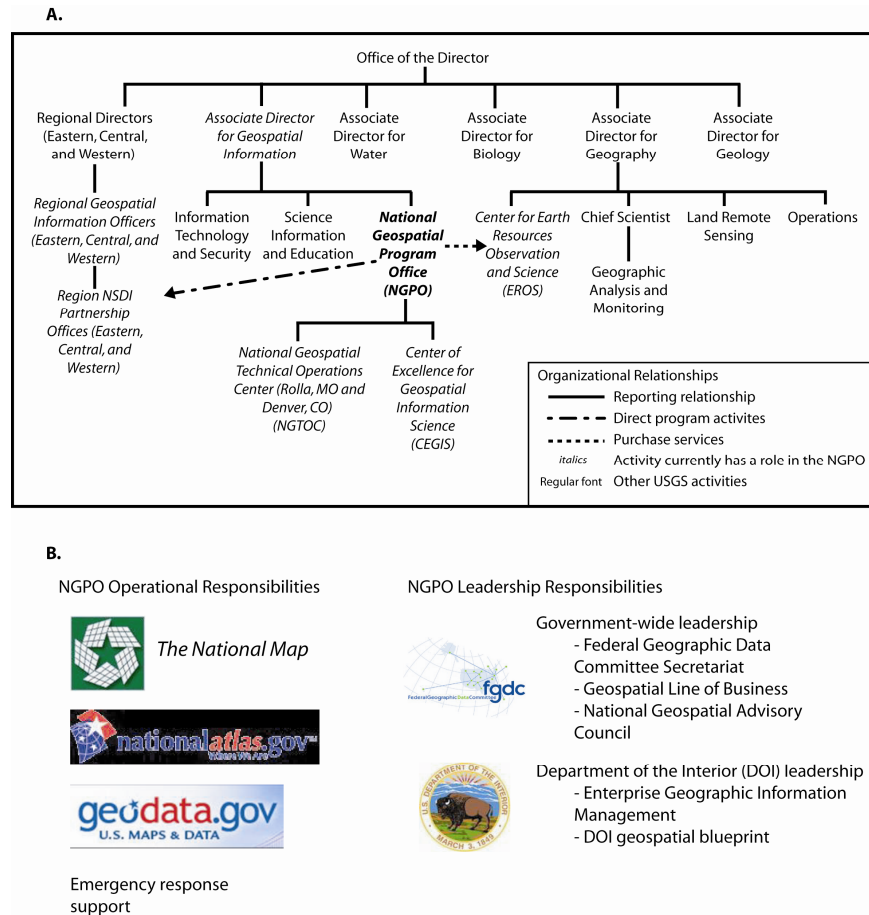 A.
Office of the Director
Regional Directors
(Eastern, Central,
and Western)
Associate Director
for Geospatial
Information
Associate
Director for
Water
Associate
Director for
Biology
Associate
Director for
Geography
Associate
Director for
Geology
Regional Geospatial
Information Officers
(Eastern, Central, and
Western)
Information
Technology
and Security
Science
Information
and Education
National
Geospatial
Program
Office
(NGPO)
Center for Earth
Resources
Observation
and Science
(EROS)
Chief Scientist
Land Remote
Sensing
Operations
Region NSDI
Partnership
Offices (Eastern,
Central, and
Western)
Geographic
Analysis and
Monitoring
National Geospatial
Technical Operations
Center (Rolla, MO and
Denver, CO)
(NGTOC)
Center of
Excellence for
Geospatial
Information
Science
(CEGIS)
Organizational Relationships
Reporting relationship
Direct program activites
Purchase services
italics Activity currently has a role in the NGPO
Regular font Other USGS activities
B.
NGPO Operational Responsibilities
The National Map
nationalatlas.gov™
Where We Are
geodata.gov
U.S. MAPS & DATA
Emergency response
support
NGPO Leadership Responsibilities
fgdc
FederalGeographicDataCommittee
Government-wide leadership
- Federal Geographic Data
Committee Secretariat
- Geospatial Line of Business
- National Geospatial Advisory
Council
U.S. DEPARTMENT OF THE INTERIOR
MARCH 3, 1849
Department of the Interior (DOI) leadership
- Enterprise Geographic Information
Management
- DOI geospatial blueprint